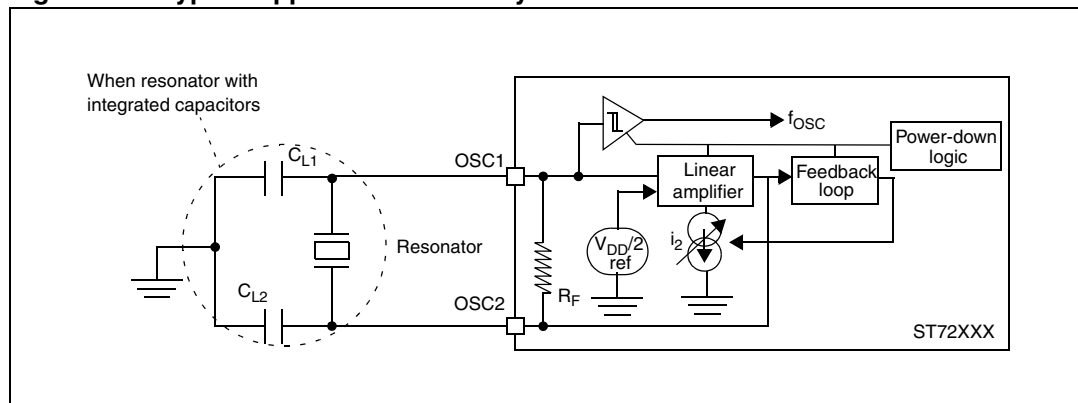 When resonator with
integrated capacitors
CL1
OSC1
fOSC
Power-down
logic
Linear
amplifier
Feedback
loop
Resonator
VDD/2
ref
i2
CL2
OSC2
RF
ST72XXX